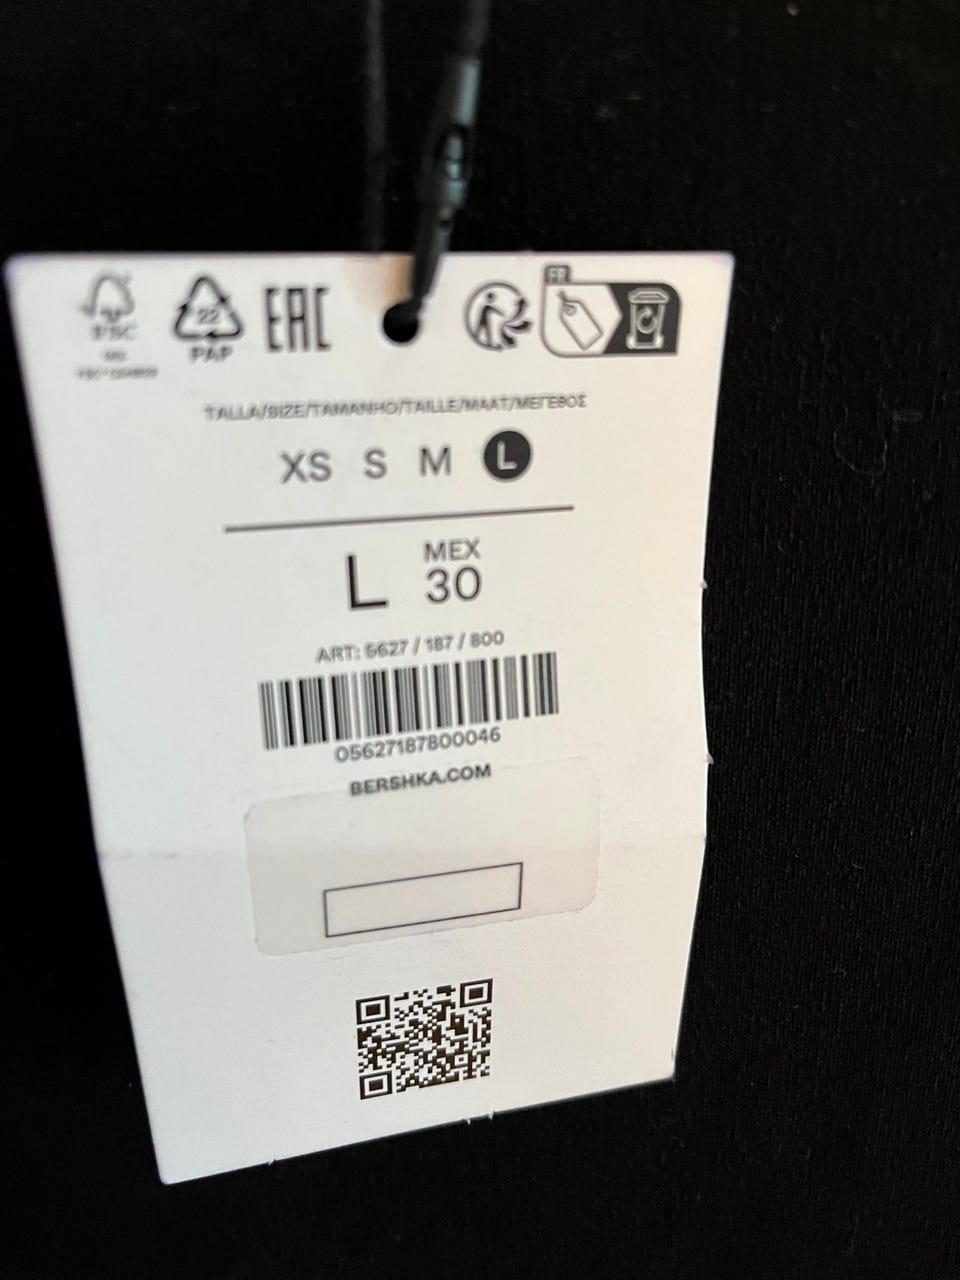 FR
FSC
22
PAP
EAC
TALLA/SIZE/TAMANHO/TAILLE/MAAT/ΜΕΓΕΘΟΣ
XS S M L
L MEX 30
ART: 5627 / 187 / 800
05627187800046
BERSHKA.COM